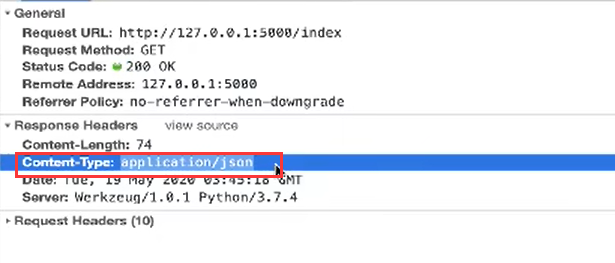 General
Request URL: http://127.0.0.1:5000/index
Request Method: GET
Status Code: 200 OK
Remote Address: 127.0.0.1:5000
Referrer Policy: no-referrer-when-downgrade
Response Headers view source
Content-Length: 74
Content-Type: application/json
Date: Tue, 19 May 2020 03:45:18 GMT
Server: Werkzeug/1.0.1 Python/3.7.4
Request Headers (10)